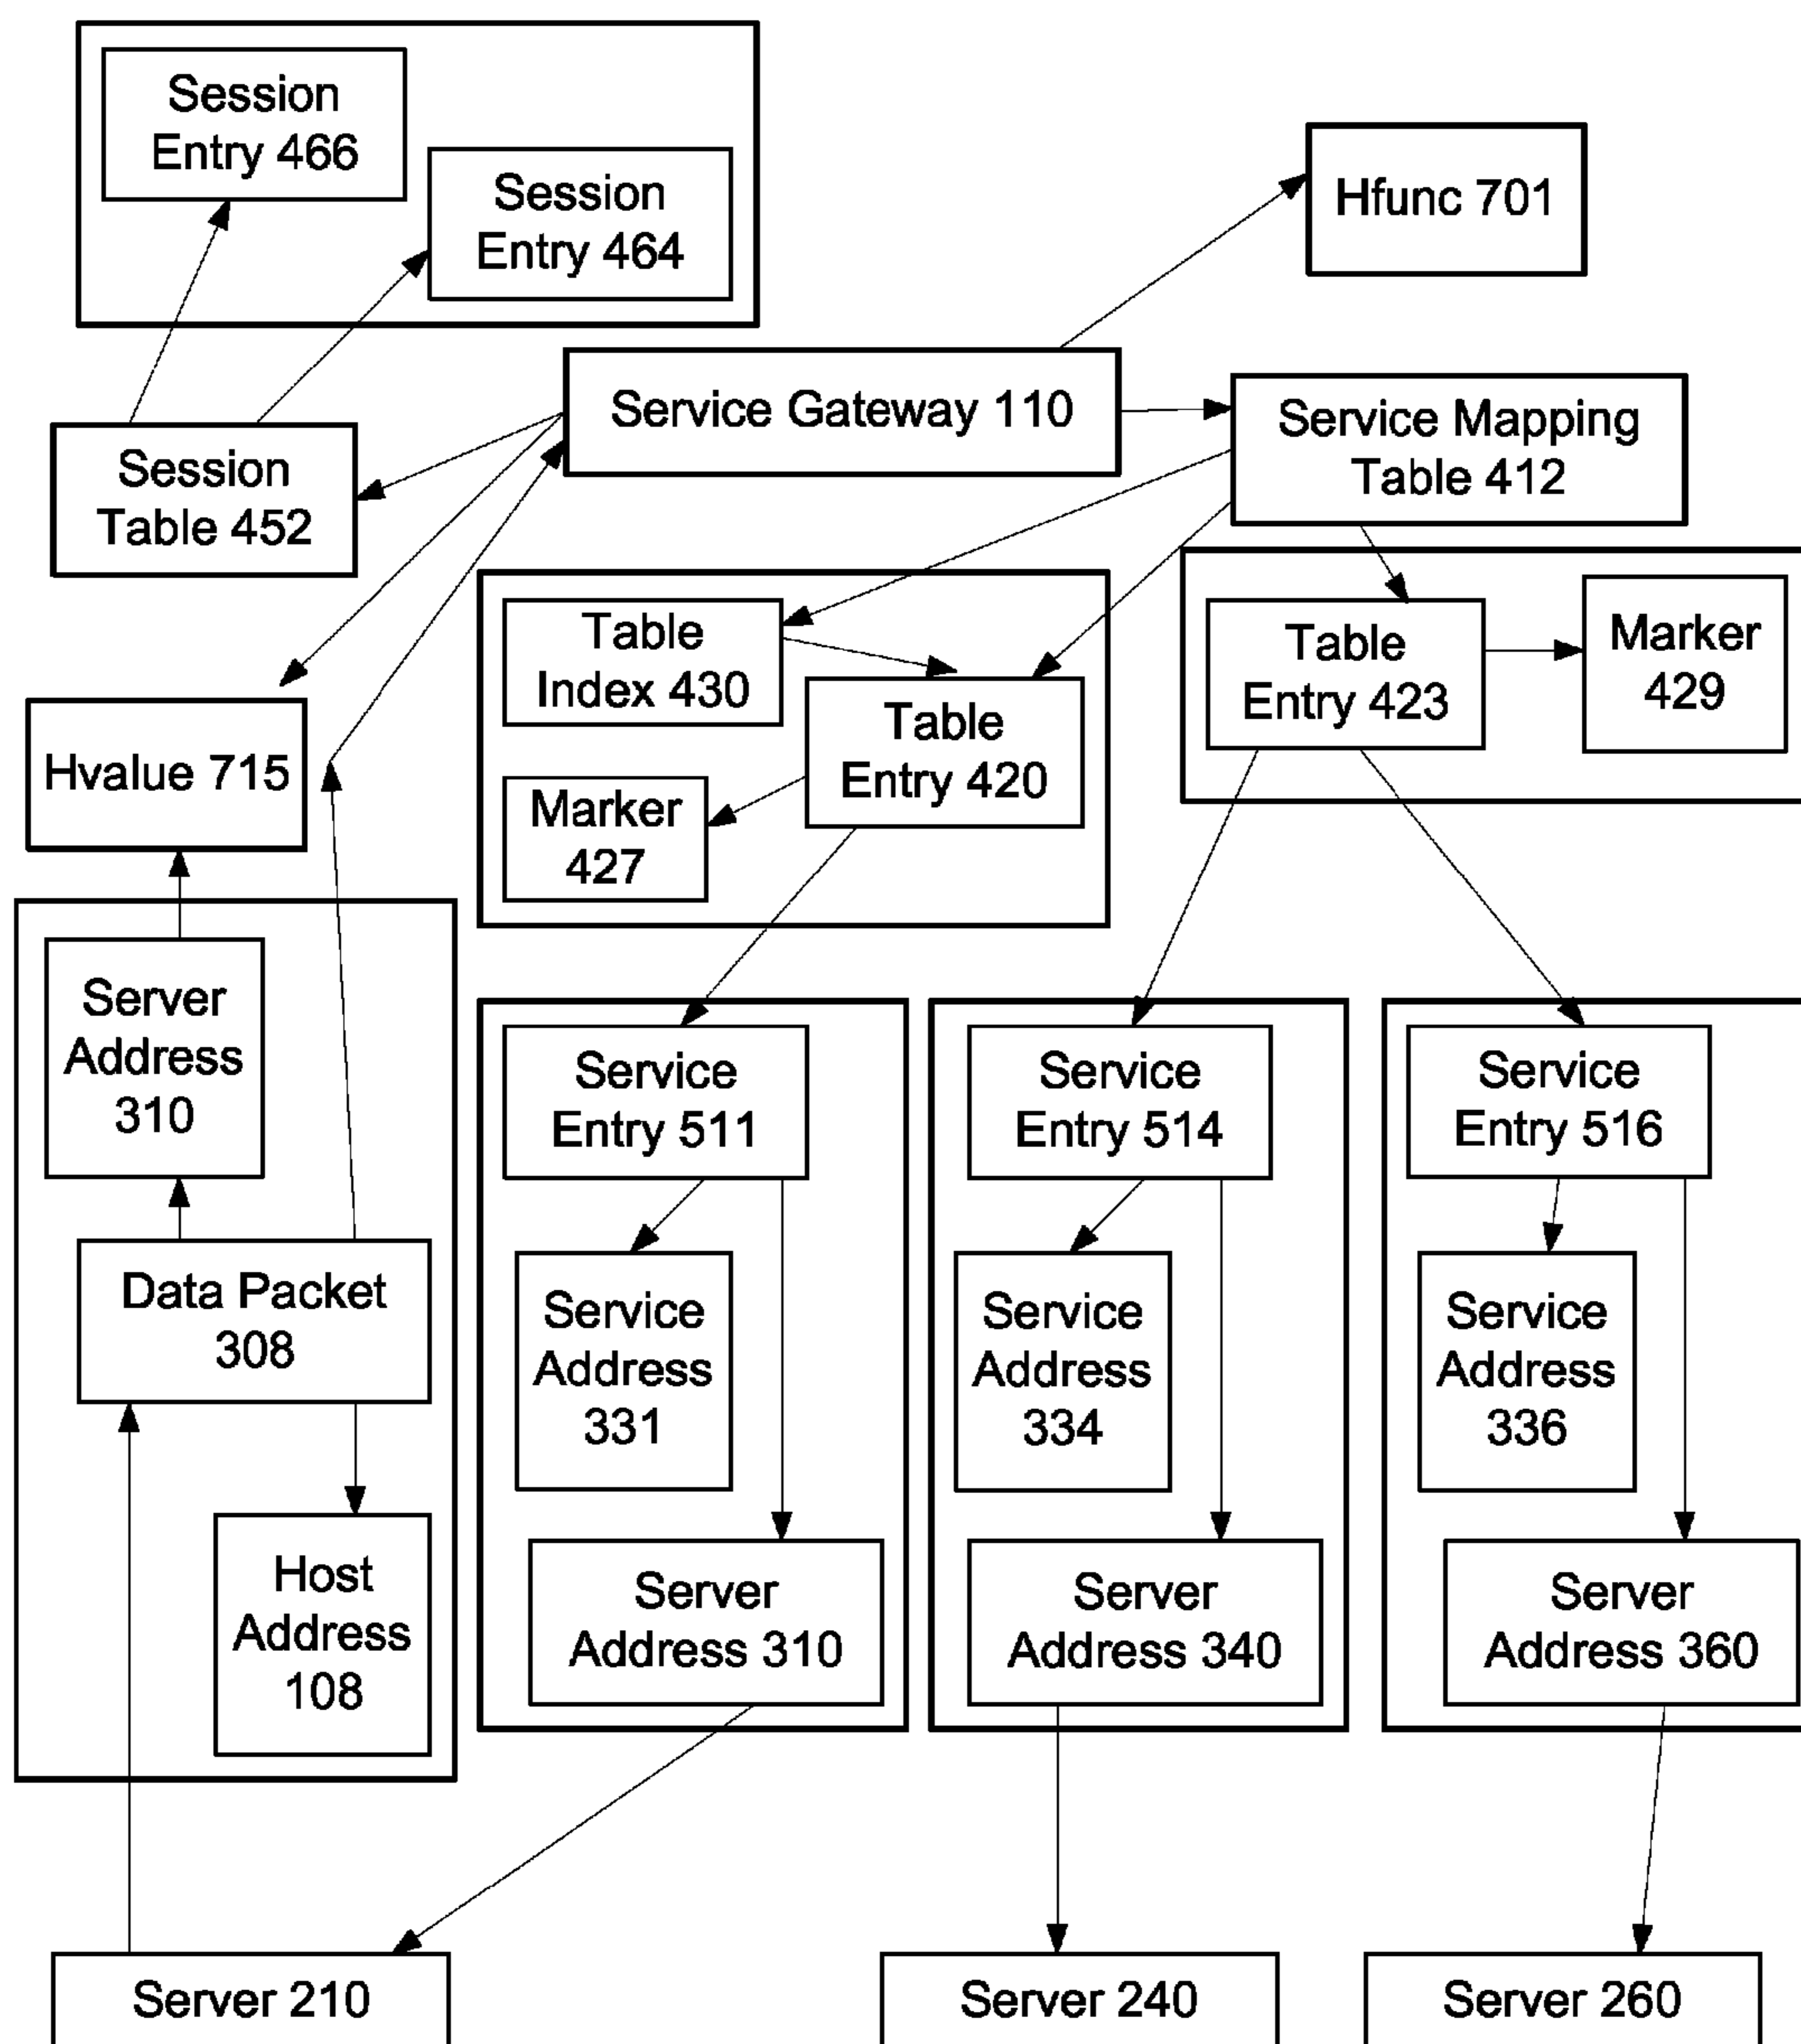 Session
Entry 466
Session
Entry 464
Hfunc 701
Service Gateway 110
Service Mapping
Table 412
Session
Table 452
Table
Index 430
Table
Entry 420
Marker
427
Table
Entry 423
Marker
429
Hvalue 715
Server
Address
310
Data Packet
308
Host
Address
108
Service
Entry 511
Service
Address
331
Server
Address 310
Service
Entry 514
Service
Address
334
Server
Address 340
Service
Entry 516
Service
Address
336
Server
Address 360
Server 210
Server 240
Server 260